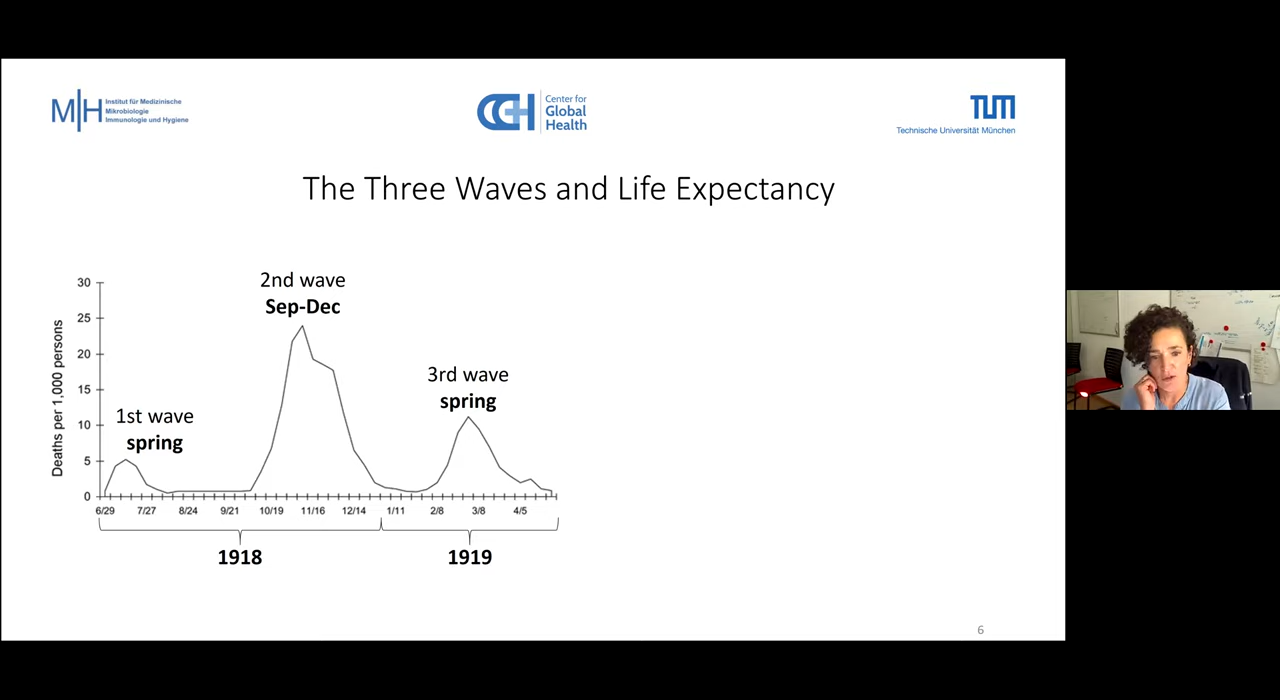 M|H
Institut für Medizinische
Mikrobiologie
Immunologie und Hygiene
CGH
Center for
Global
Health
TUM
Technische Universität München
The Three Waves and Life Expectancy
Deaths per 1,000 persons
30
25
20
15
10
5
0
1st wave
spring
2nd wave
Sep-Dec
3rd wave
spring
6/29 7/27 8/24 9/21 10/19 11/16 12/14 1/11 2/8 3/8 4/5
1918 1919
6